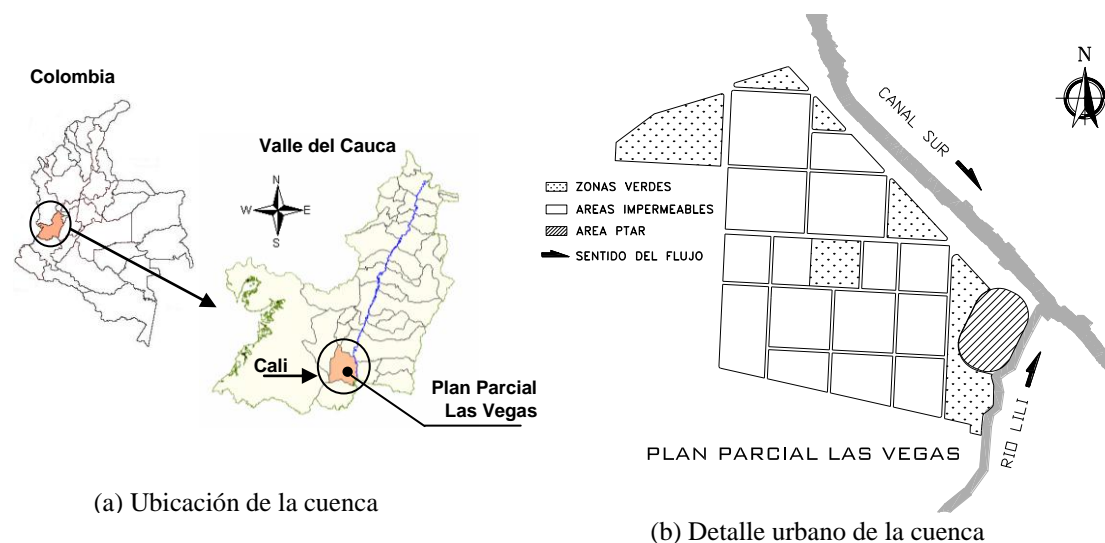 Colombia
Valle del Cauca
N
W
E
S
Cali
Plan Parcial
Las Vegas
(a) Ubicación de la cuenca
N
CANAL SUR
ZONAS VERDES
AREAS IMPERMEABLES
AREA PTAR
SENTIDO DEL FLUJO
RIO LILI
PLAN PARCIAL LAS VEGAS
(b) Detalle urbano de la cuenca